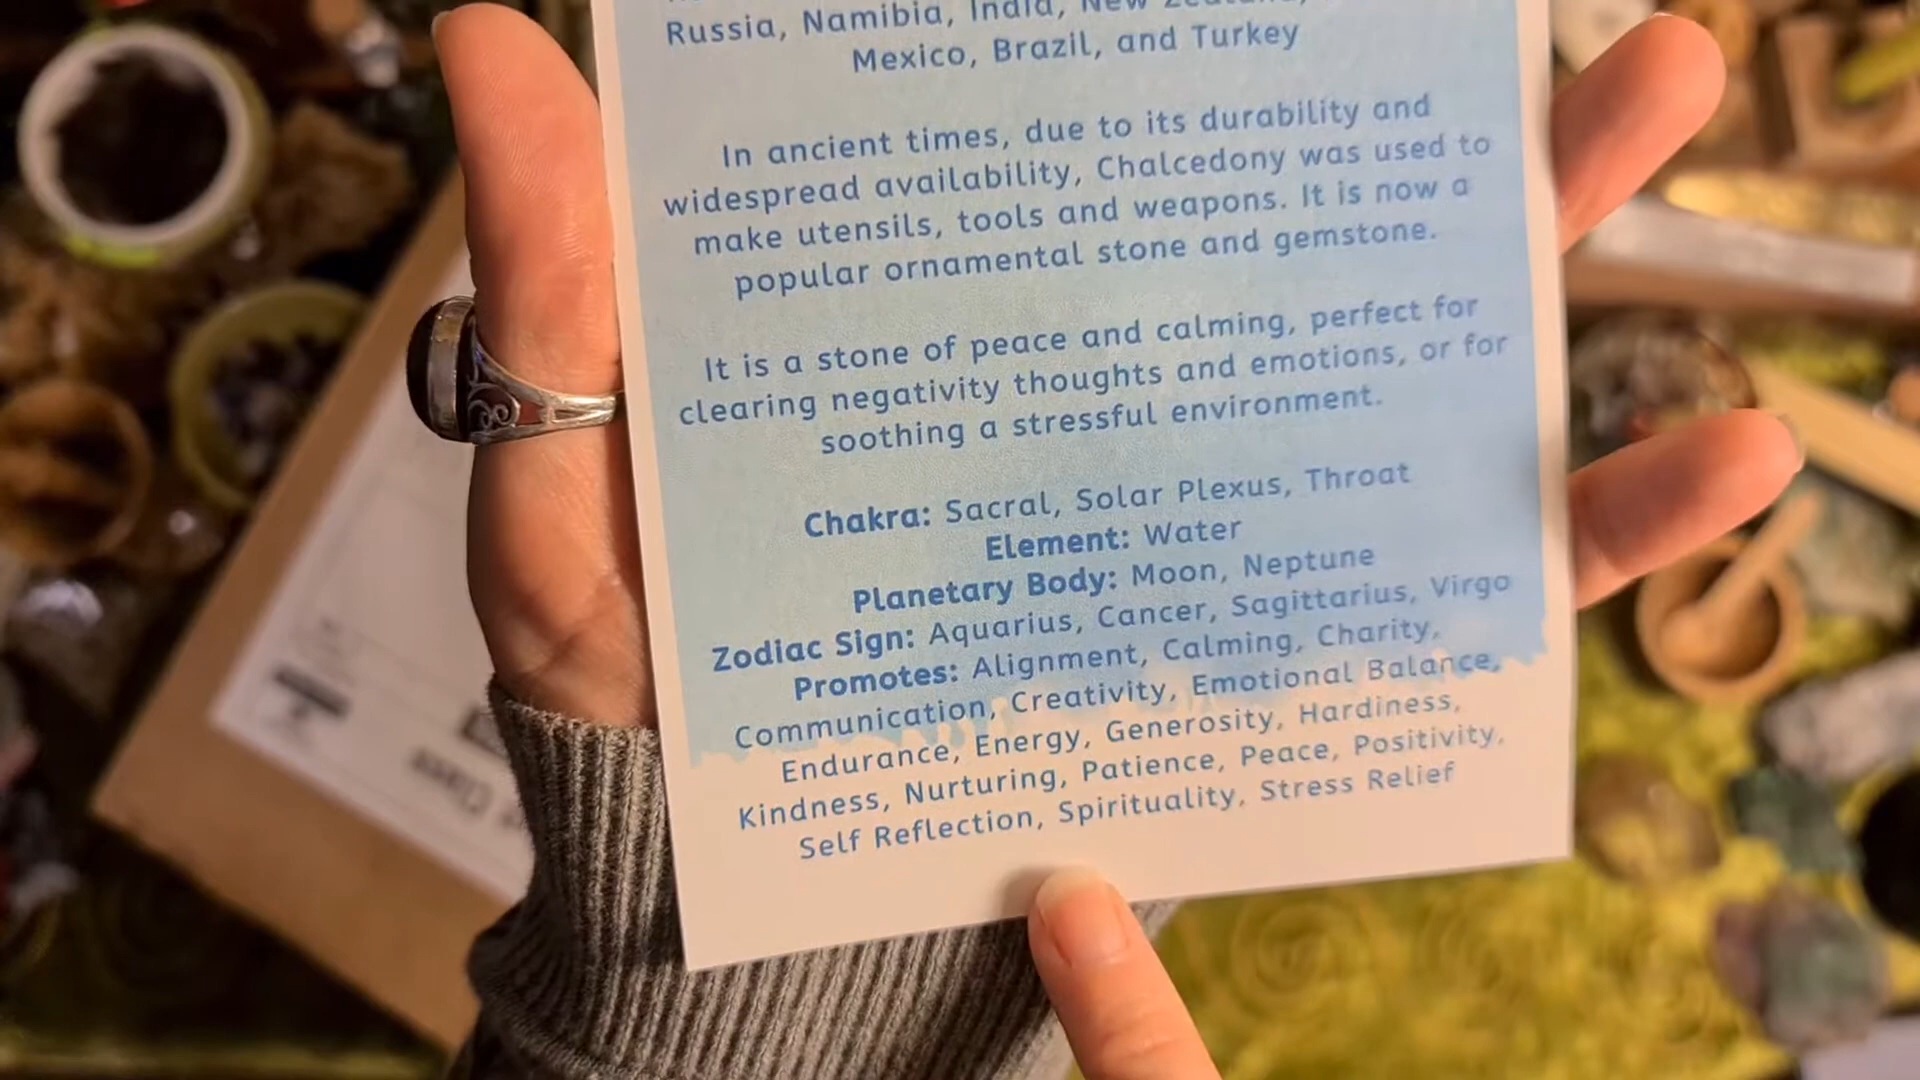 Russia, Namibia, India, New Zealand,
Mexico, Brazil, and Turkey
In ancient times, due to its durability and
widespread availability, Chalcedony was used to
make utensils, tools and weapons. It is now a
popular ornamental stone and gemstone.
It is a stone of peace and calming, perfect for
clearing negativity thoughts and emotions, or for
soothing a stressful environment.
Chakra: Sacral, Solar Plexus, Throat
Element: Water
Planetary Body: Moon, Neptune
Zodiac Sign: Aquarius, Cancer, Sagittarius, Virgo
Promotes: Alignment, Calming, Charity,
Communication, Creativity, Emotional Balance,
Endurance, Energy, Generosity, Hardiness,
Kindness, Nurturing, Patience, Peace, Positivity,
Self Reflection, Spirituality, Stress Relief